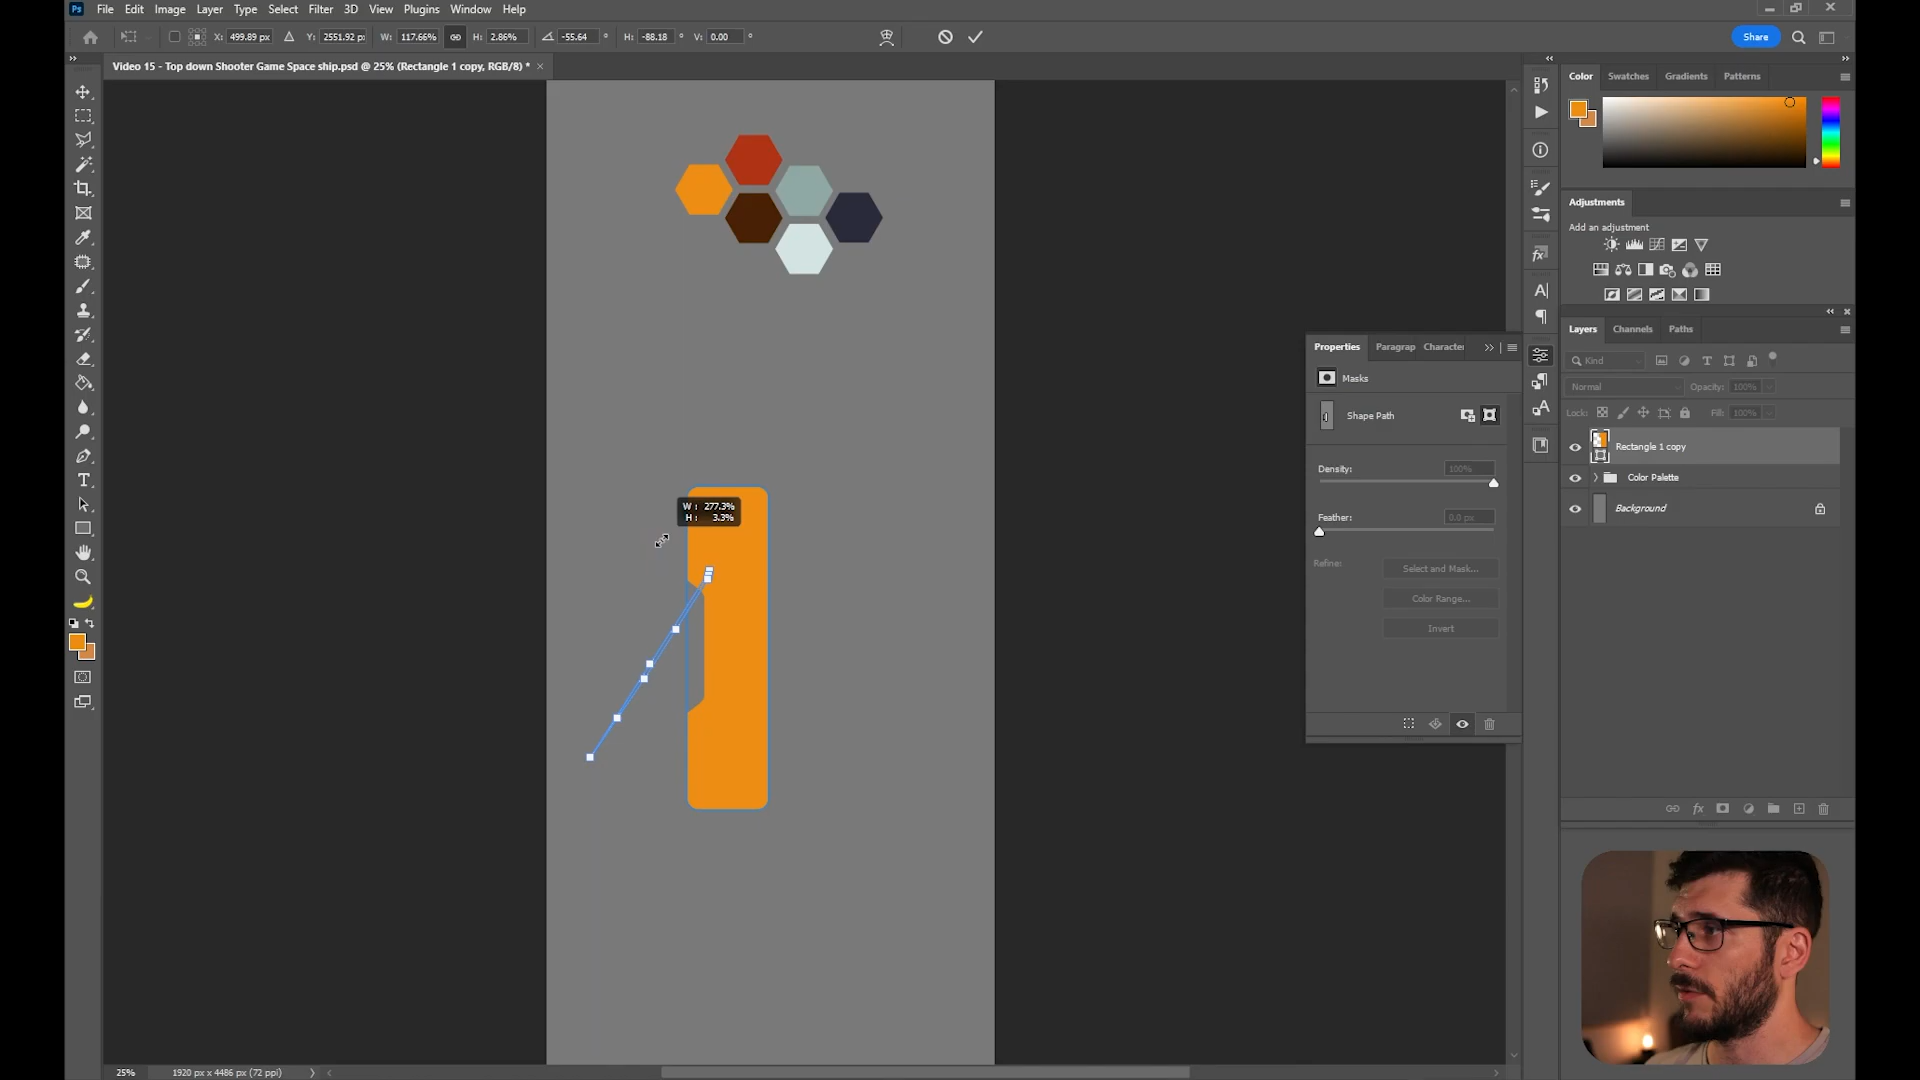 Ps File Edit Image Layer Type Select Filter 3D View Plugins Window Help
X: 499.89 px Y: 2551.92 p: W: 117.66% H: 2.86% -55.64 ° H: -88.18 ° V: 0.00 ° Share
Video 15 - Top down Shooter Game Space ship.psd @ 25% (Rectangle 1 copy, RGB/8) *
Color Swatches Gradients Patterns
Adjustments
Add an adjustment
Layers Channels Paths
Kind
Normal Opacity: 100%
Lock: Fill: 100%
Rectangle 1 copy
Color Palette
Background
Properties Paragrap Character
Masks
Shape Path
Density: 100%
Feather: 0.0 px
Refine: Select and Mask...
Color Range...
Invert
W : 277.3%
H : 3.3%
25% 1920 px x 4486 px (72 ppi)